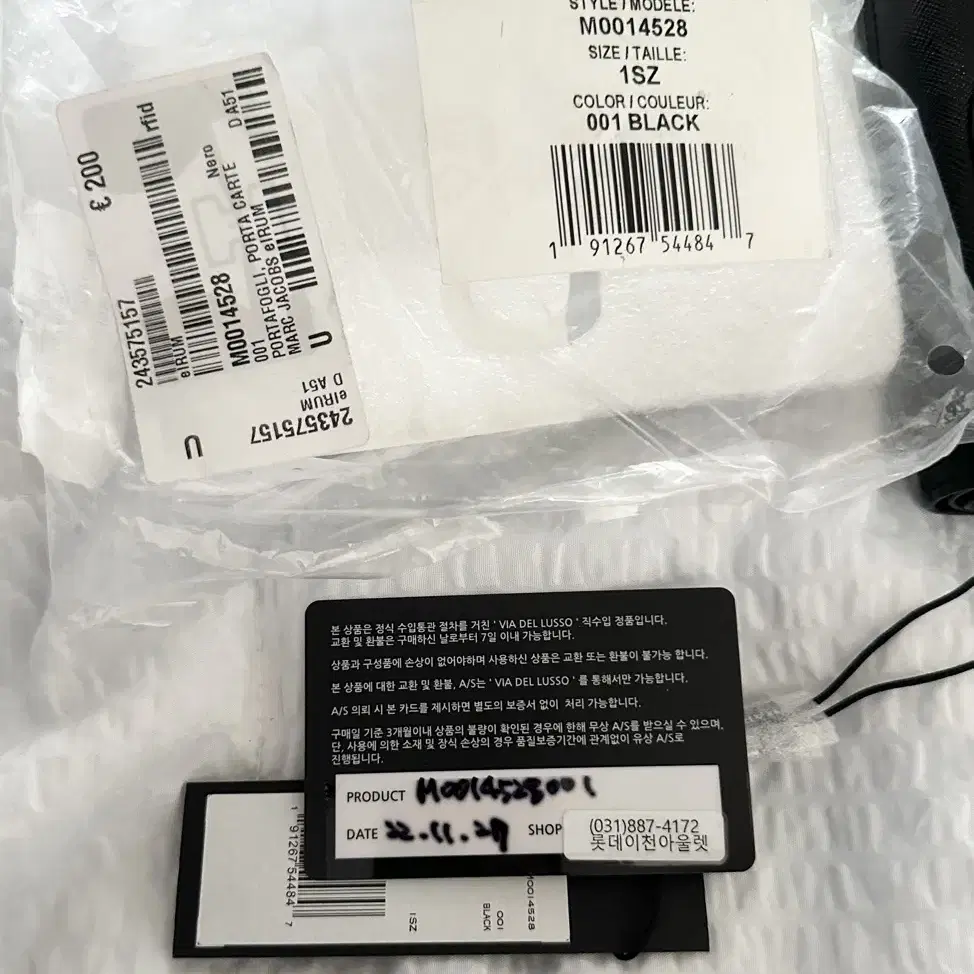 STYLE / MODELE:
M0014528
SIZE / TAILLE:
1SZ
COLOR / COULEUR:
001 BLACK
1 91267 54484 7
€ 200
rfid
243575157
eIRUM
Nero
D A51
M0014528
001
PORTAFOGLI, PORTA CARTE
MARC JACOBS eIRUM
U
243575157
eIRUM
D A51
U
본 상품은 정식 수입통관 절차를 거친 ' VIA DEL LUSSO ' 직수입 정품입니다.
교환 및 환불은 구매하신 날로부터 7일 이내 가능합니다.
상품과 구성품에 손상이 없어야하며 사용하신 상품은 교환 또는 환불이 불가능 합니다.
본 상품에 대한 교환 및 환불, A/S는 ' VIA DEL LUSSO ' 를 통해서만 가능합니다.
A/S 의뢰 시 본 카드를 제시하면 별도의 보증서 없이 처리 가능합니다.
구매일 기준 3개월이내 상품의 불량이 확인된 경우에 한해 무상 A/S를 받으실 수 있으며,
단, 사용에 의한 소재 및 장식 손상의 경우 품질보증기간에 관계없이 유상 A/S로
진행됩니다.
PRODUCT M0014528001
DATE 22.11.27 SHOP
(031)887-4172
롯데이천아울렛
1 91267 54484 7
1SZ
001
BLACK
M0014528